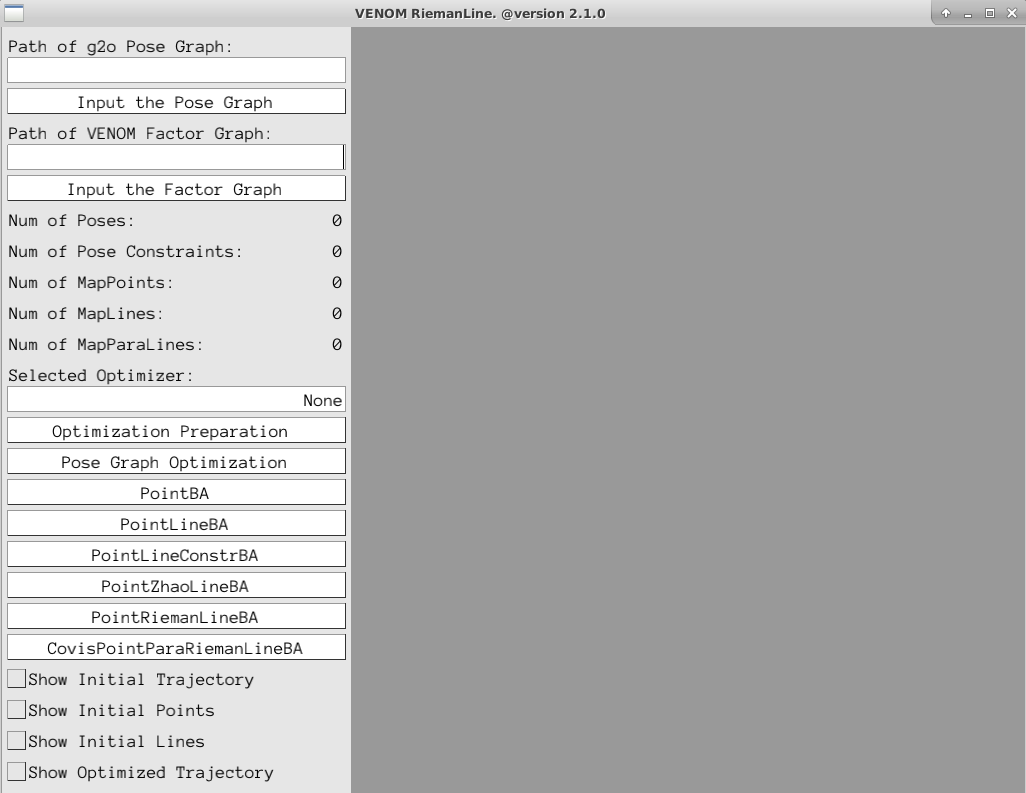 VENOM RiemanLine. @version 2.1.0
Path of g2o Pose Graph:
Input the Pose Graph
Path of VENOM Factor Graph:
Input the Factor Graph
Num of Poses: 0
Num of Pose Constraints: 0
Num of MapPoints: 0
Num of MapLines: 0
Num of MapParaLines: 0
Selected Optimizer:
None
Optimization Preparation
Pose Graph Optimization
PointBA
PointLineBA
PointLineConstrBA
PointZhaoLineBA
PointRiemanLineBA
CovisPointParaRiemanLineBA
Show Initial Trajectory
Show Initial Points
Show Initial Lines
Show Optimized Trajectory